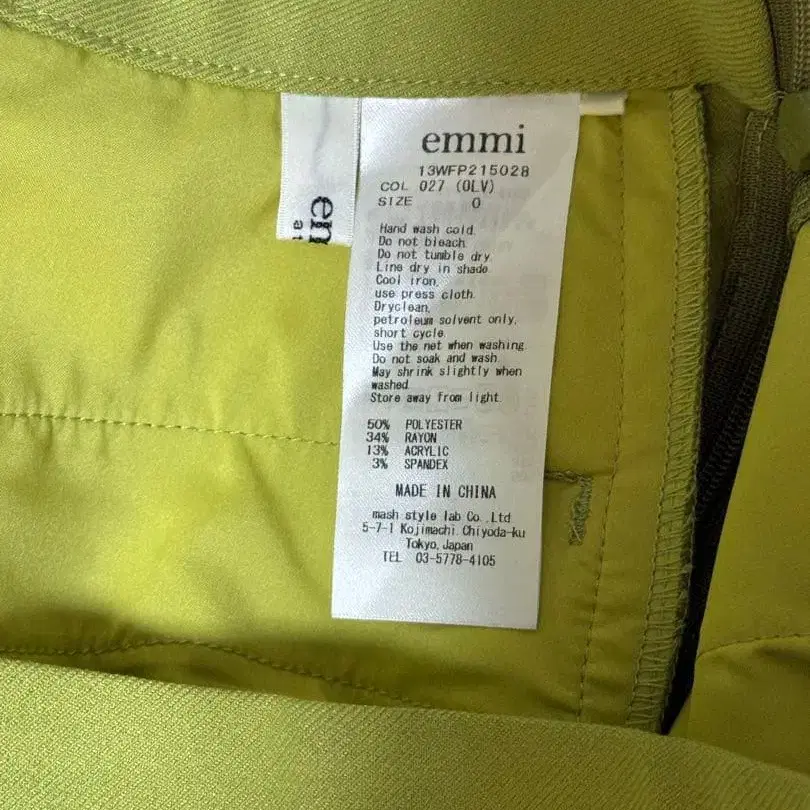 emmi
13WFP215028
COL 027 (OLV)
SIZE 0
Hand wash cold.
Do not bleach.
Do not tumble dry.
Line dry in shade.
Cool iron,
use press cloth.
Dryclean,
petroleum solvent only,
short cycle.
Use the net when washing.
Do not soak and wash.
May shrink slightly when
washed.
Store away from light.
50% POLYESTER
34% RAYON
13% ACRYLIC
3% SPANDEX
MADE IN CHINA
mash style lab Co.,Ltd
5-7-1 Kojimachi,Chiyoda-ku
Tokyo,Japan
TEL 03-5778-4105